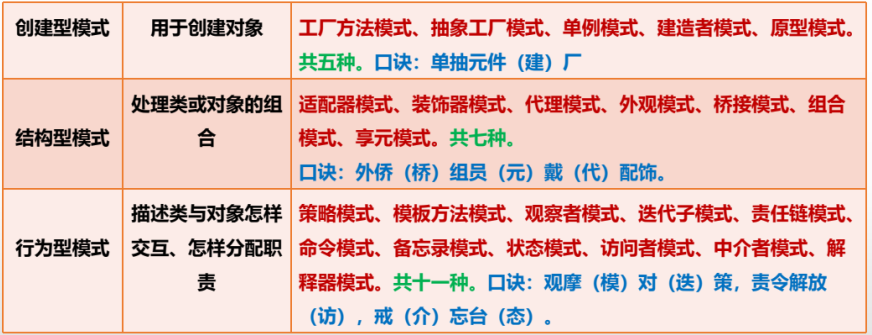 创建型模式
用于创建对象
工厂方法模式、抽象工厂模式、单例模式、建造者模式、原型模式。
共五种。口诀：单抽元件（建）厂
结构型模式
处理类或对象的组
合
适配器模式、装饰器模式、代理模式、外观模式、桥接模式、组合
模式、享元模式。共七种。
口诀：外侨（桥）组员（元）戴（代）配饰。
行为型模式
描述类与对象怎样
交互、怎样分配职
责
策略模式、模板方法模式、观察者模式、迭代子模式、责任链模式、
命令模式、备忘录模式、状态模式、访问者模式、中介者模式、解
释器模式。共十一种。口诀：观摩（模）对（迭）策，责令解放
（访），戒（介）忘台（态）。